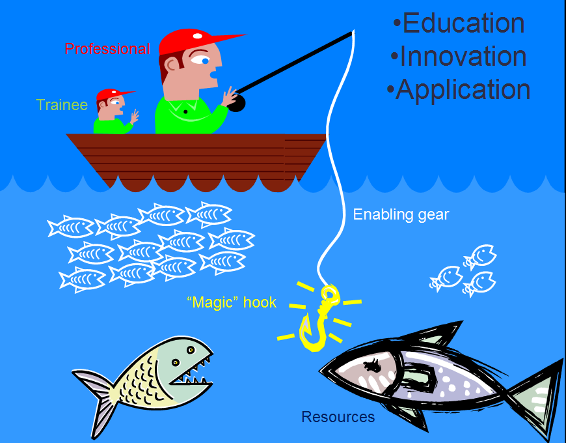 •Education
•Innovation
•Application
Professional
Trainee
Enabling gear
“Magic” hook
Resources